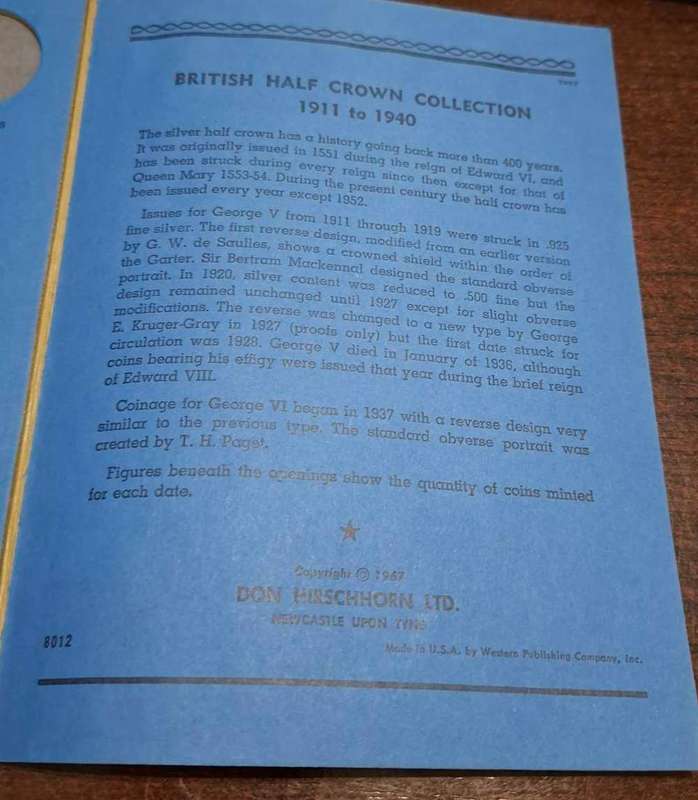 s
BRITISH HALF CROWN COLLECTION
1911 to 1940
The silver half crown has a history going back more than 400 years.
It was originally issued in 1551 during the reign of Edward VI, and
has been struck during every reign since then except for that of
Queen Mary 1553-54. During the present century the half crown has
been issued every year except 1952.
Issues for George V from 1911 through 1919 were struck in .925
fine silver. The first reverse design, modified from an earlier version
by G. W. de Saulles, shows a crowned shield within the order of
the Garter. Sir Bertram Mackennal designed the standard obverse
portrait. In 1920, silver content was reduced to .500 fine but the
design remained unchanged until 1927 except for slight obverse
modifications. The reverse was changed to a new type by George
E. Kruger-Gray in 1927 (proofs only) but the first date struck for
circulation was 1928. George V died in January of 1936, although
coins bearing his effigy were issued that year during the brief reign
of Edward VIII.
Coinage for George VI began in 1937 with a reverse design very
similar to the previous type. The standard obverse portrait was
created by T. H. Paget.
Figures beneath the openings show the quantity of coins minted
for each date.
Copyright © 1967
DON HIRSCHHORN LTD.
NEWCASTLE UPON TYNE
8012
Made in U.S.A. by Western Publishing Company, Inc.